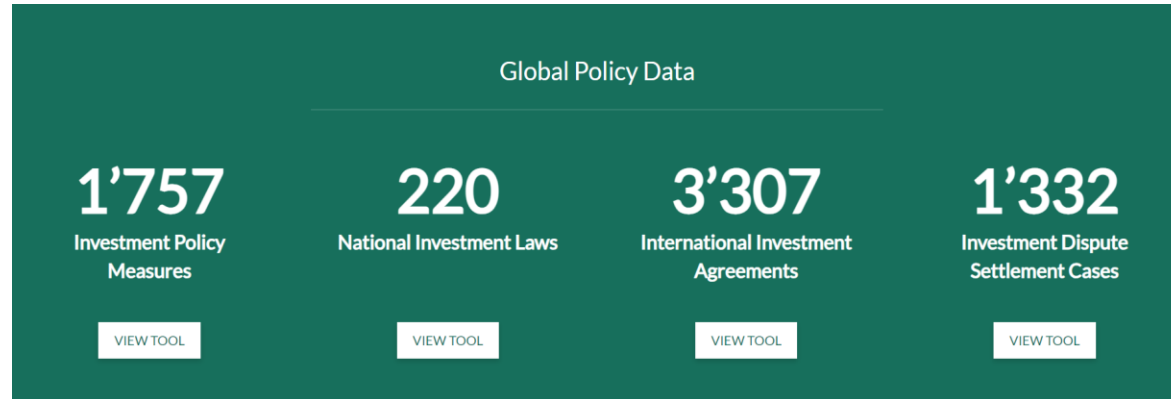 Global Policy Data
1’757
Investment Policy
Measures
VIEW TOOL
220
National Investment Laws
VIEW TOOL
3’307
International Investment
Agreements
VIEW TOOL
1’332
Investment Dispute
Settlement Cases
VIEW TOOL